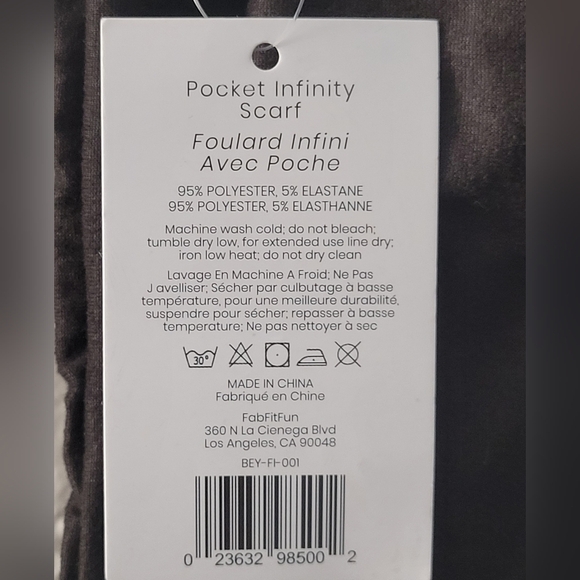 Pocket Infinity
Scarf
Foulard Infini
Avec Poche
95% POLYESTER, 5% ELASTANE
95% POLYESTER, 5% ELASTHANNE
Machine wash cold; do not bleach;
tumble dry low, for extended use line dry;
iron low heat; do not dry clean
Lavage En Machine A Froid; Ne Pas
J avelliser; Sécher par culbutage à basse
température, pour une meilleure durabilité,
suspendre pour sécher; repasser à basse
temperature; Ne pas nettoyer à sec
30°
MADE IN CHINA
Fabriqué en Chine
FabFitFun
360 N La Cienega Blvd
Los Angeles, CA 90048
BEY-FI-001
0 23632 98500 2